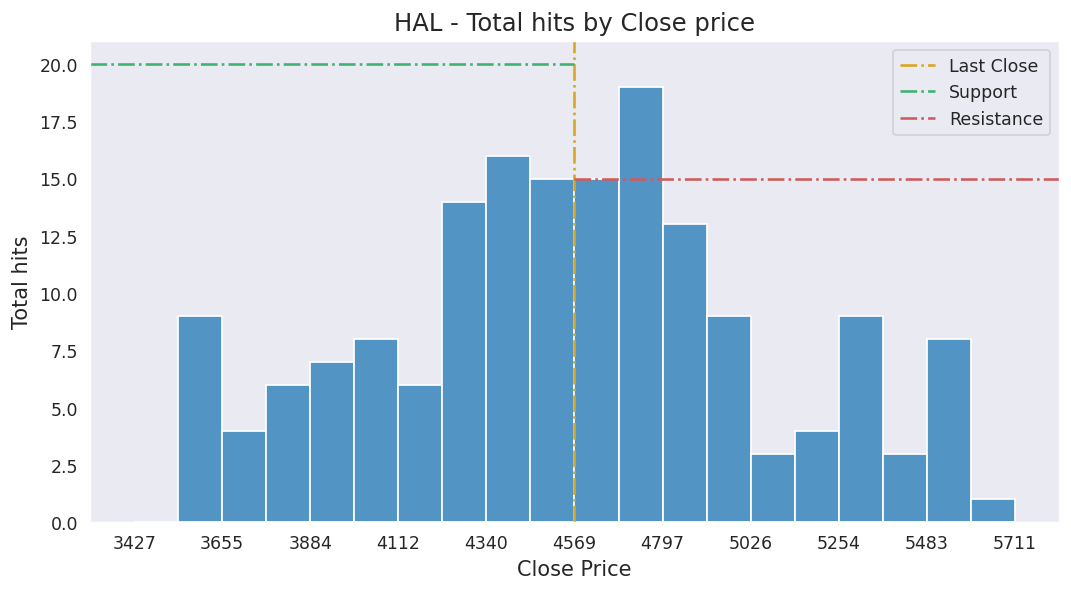 HAL - Total hits by Close price
Last Close
Support
Resistance
Total hits
20.0
17.5
15.0
12.5
10.0
7.5
5.0
2.5
0.0
3427 3655 3884 4112 4340 4569 4797 5026 5254 5483 5711
Close Price